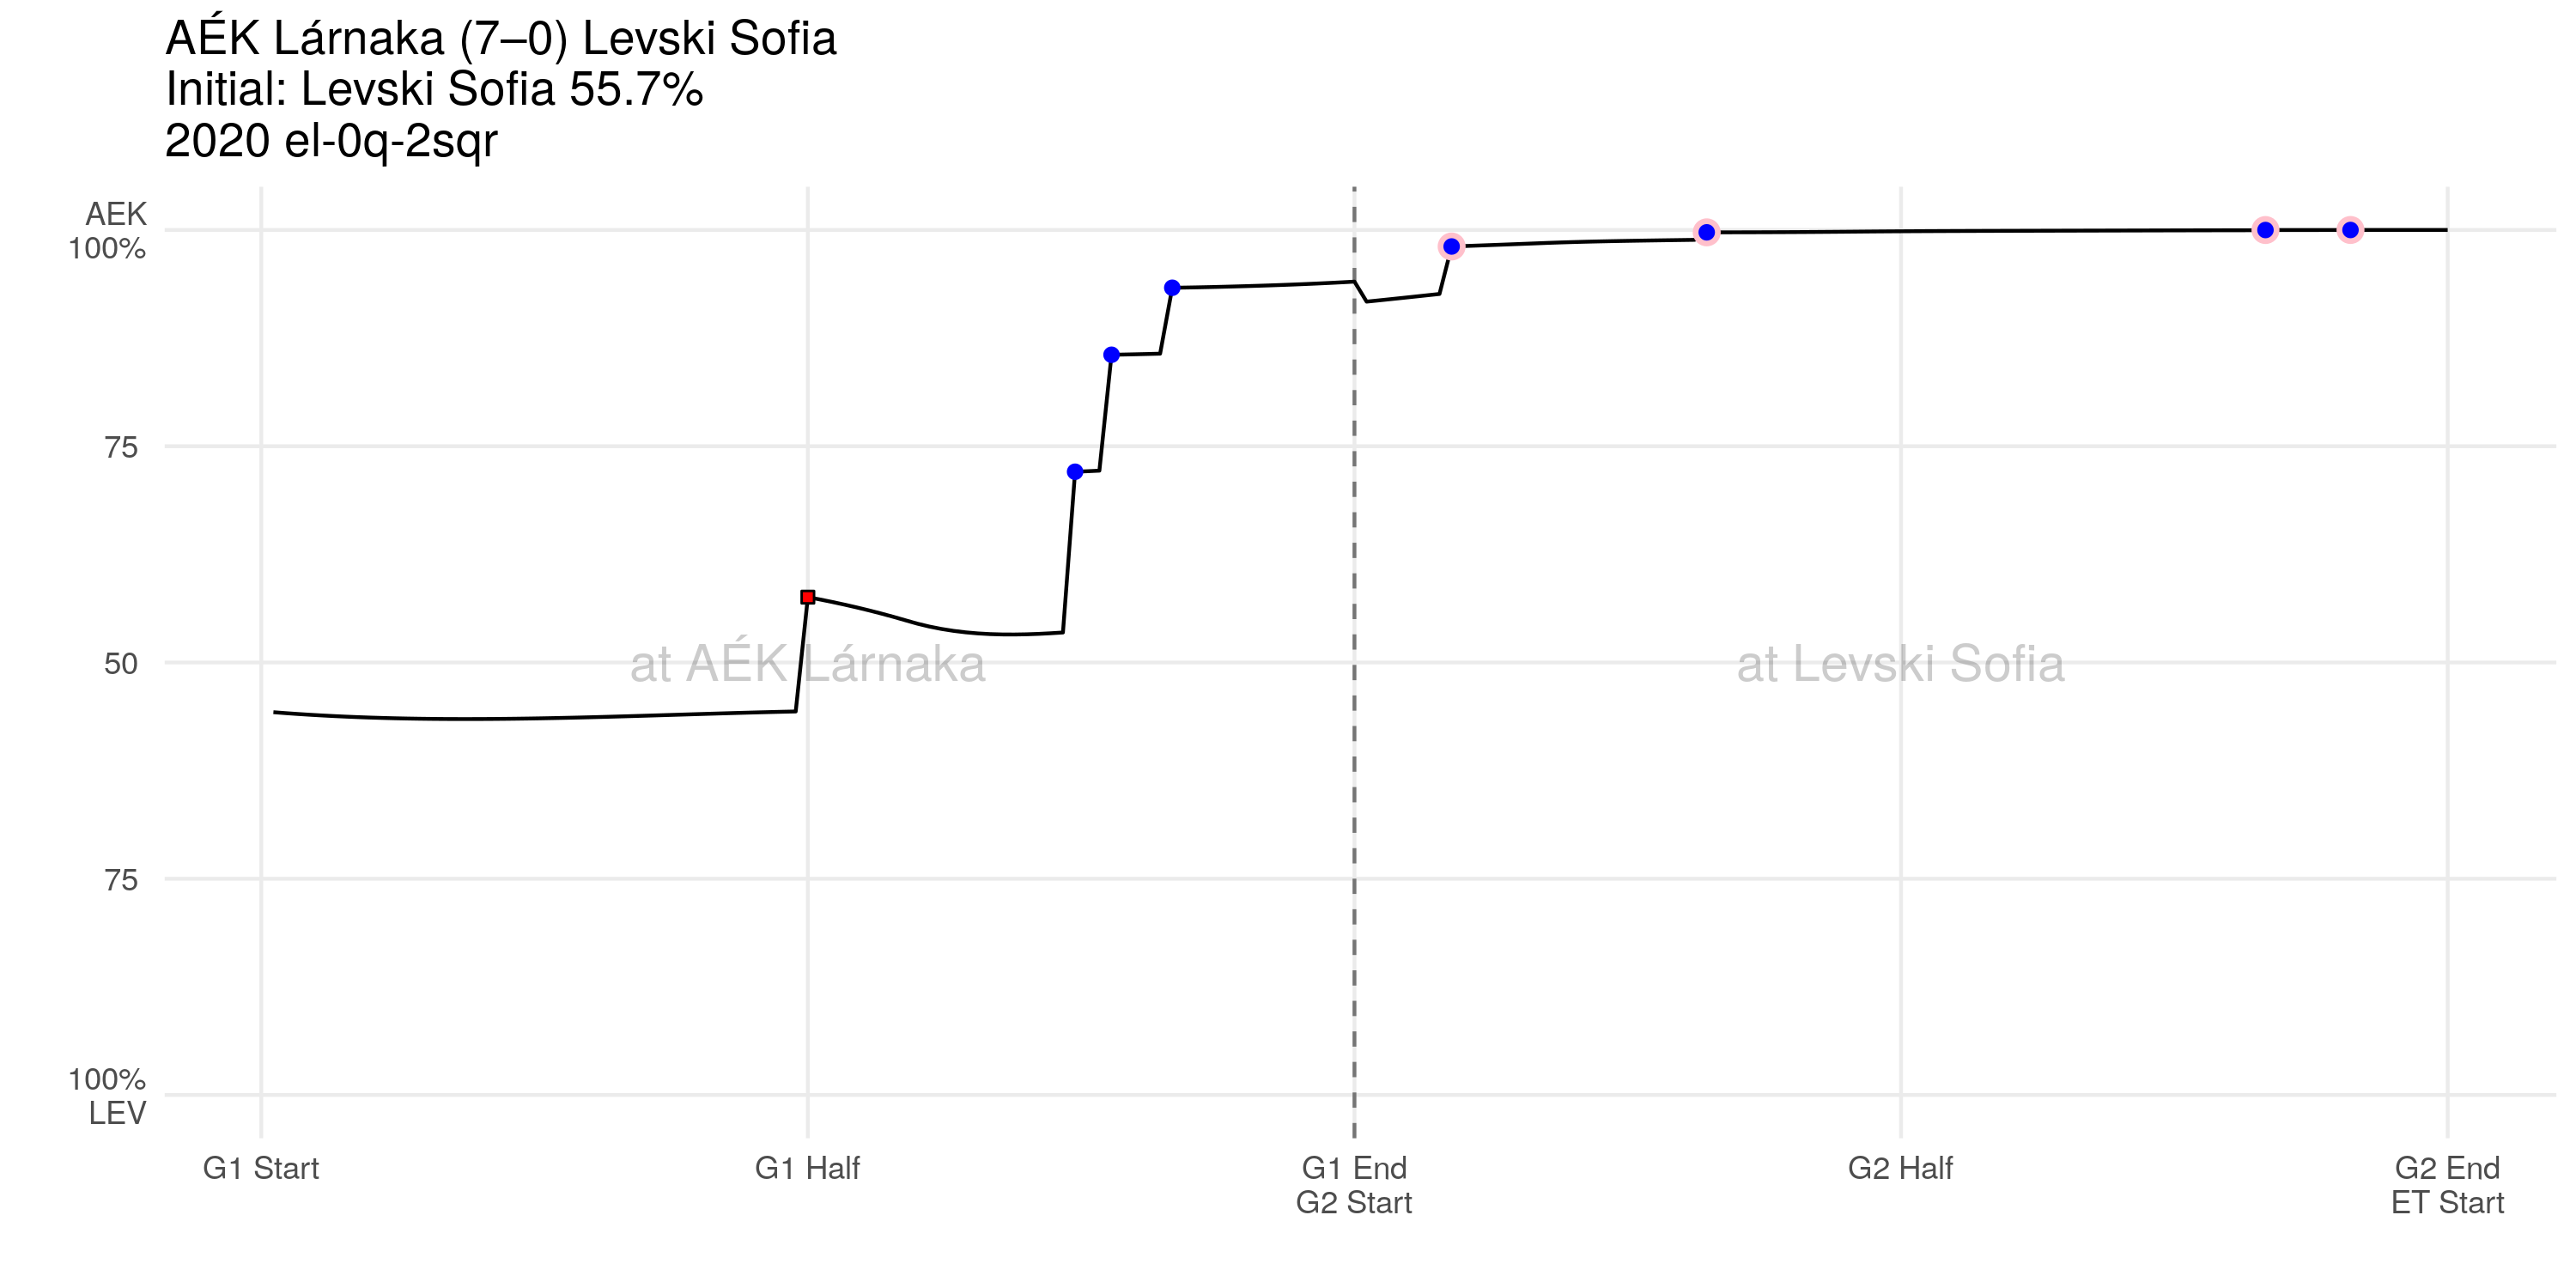 AÉK Lárnaka (7–0) Levski Sofia
Initial: Levski Sofia 55.7%
2020 el-0q-2sqr
AEK
100%
75
50
75
100%
LEV
at AÉK Lárnaka
at Levski Sofia
G1 Start
G1 Half
G1 End
G2 Start
G2 Half
G2 End
ET Start